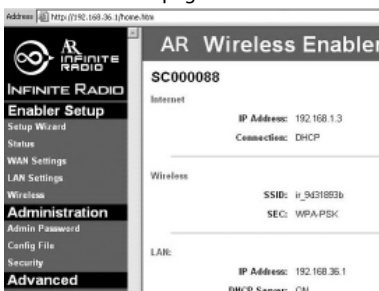 Address http://192.168.36.1/home.htm
AR
INFINITE
RADIO
INFINITE RADIO
Enabler Setup
Setup Wizard
Status
WAN Settings
LAN Settings
Wireless
Administration
Admin Password
Config File
Security
Advanced
AR Wireless Enabler
SC000088
Internet
IP Address: 192.168.1.3
Connection: DHCP
Wireless
SSID: ir_9d31893b
SEC: WPA-PSK
LAN:
IP Address: 192.168.36.1
DHCP Server: ON